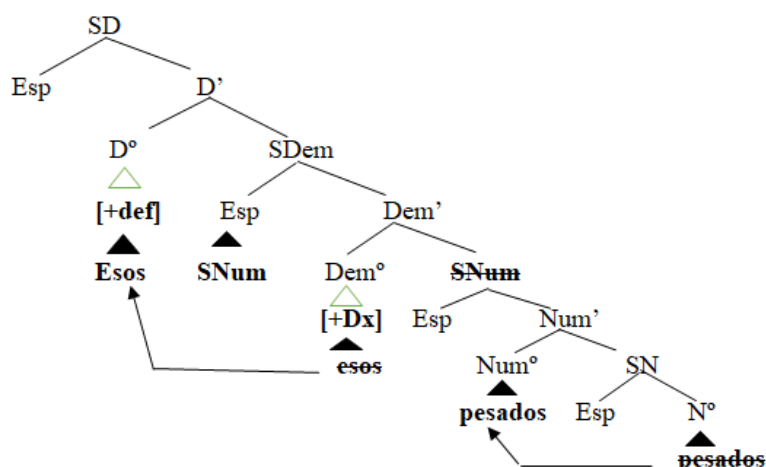 SD
Esp D’
Dº SDem
[+def] Esp Dem’
Esos SNum Demº SNum
[+Dx] Esp Num’
esos Numº SN
pesados Esp Nº
pesados